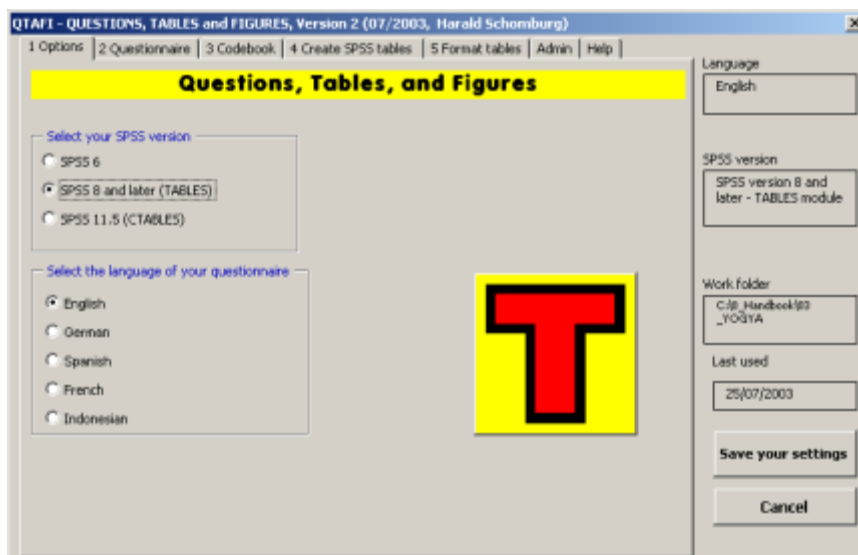 QTAFI - QUESTIONS, TABLES and FIGURES, Version 2 (07/2003, Harald Schomburg)
1 Options
2 Questionnaire
3 Codebook
4 Create SPSS tables
5 Format tables
Admin
Help
Questions, Tables, and Figures
Select your SPSS version
SPSS 6
SPSS 8 and later (TABLES)
SPSS 11.5 (CTABLES)
Select the language of your questionnaire
English
German
Spanish
French
Indonesian
T
Language
English
SPSS version
SPSS version 8 and
later - TABLES module
Work folder
_YOGYA
Last used
25/07/2003
Save your settings
Cancel